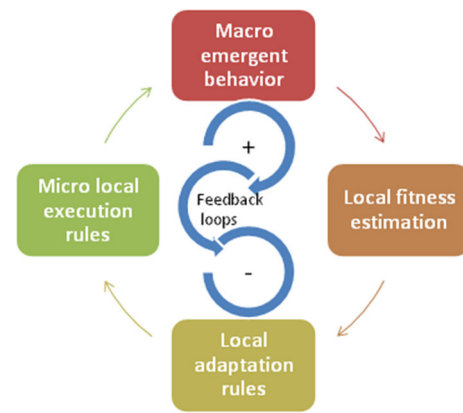 Macro
emergent
behavior
+
Micro local
execution
rules
Feedback
loops
Local fitness
estimation
-
Local
adaptation
rules